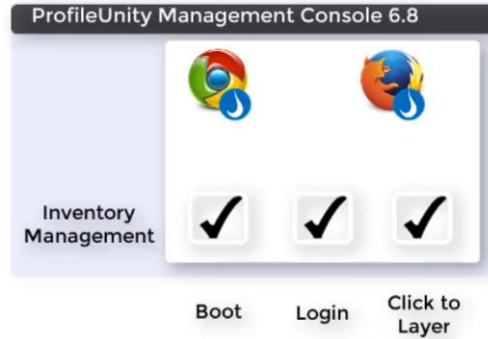 ProfileUnity Management Console 6.8
Inventory
Management
Boot
Login
Click to
Layer